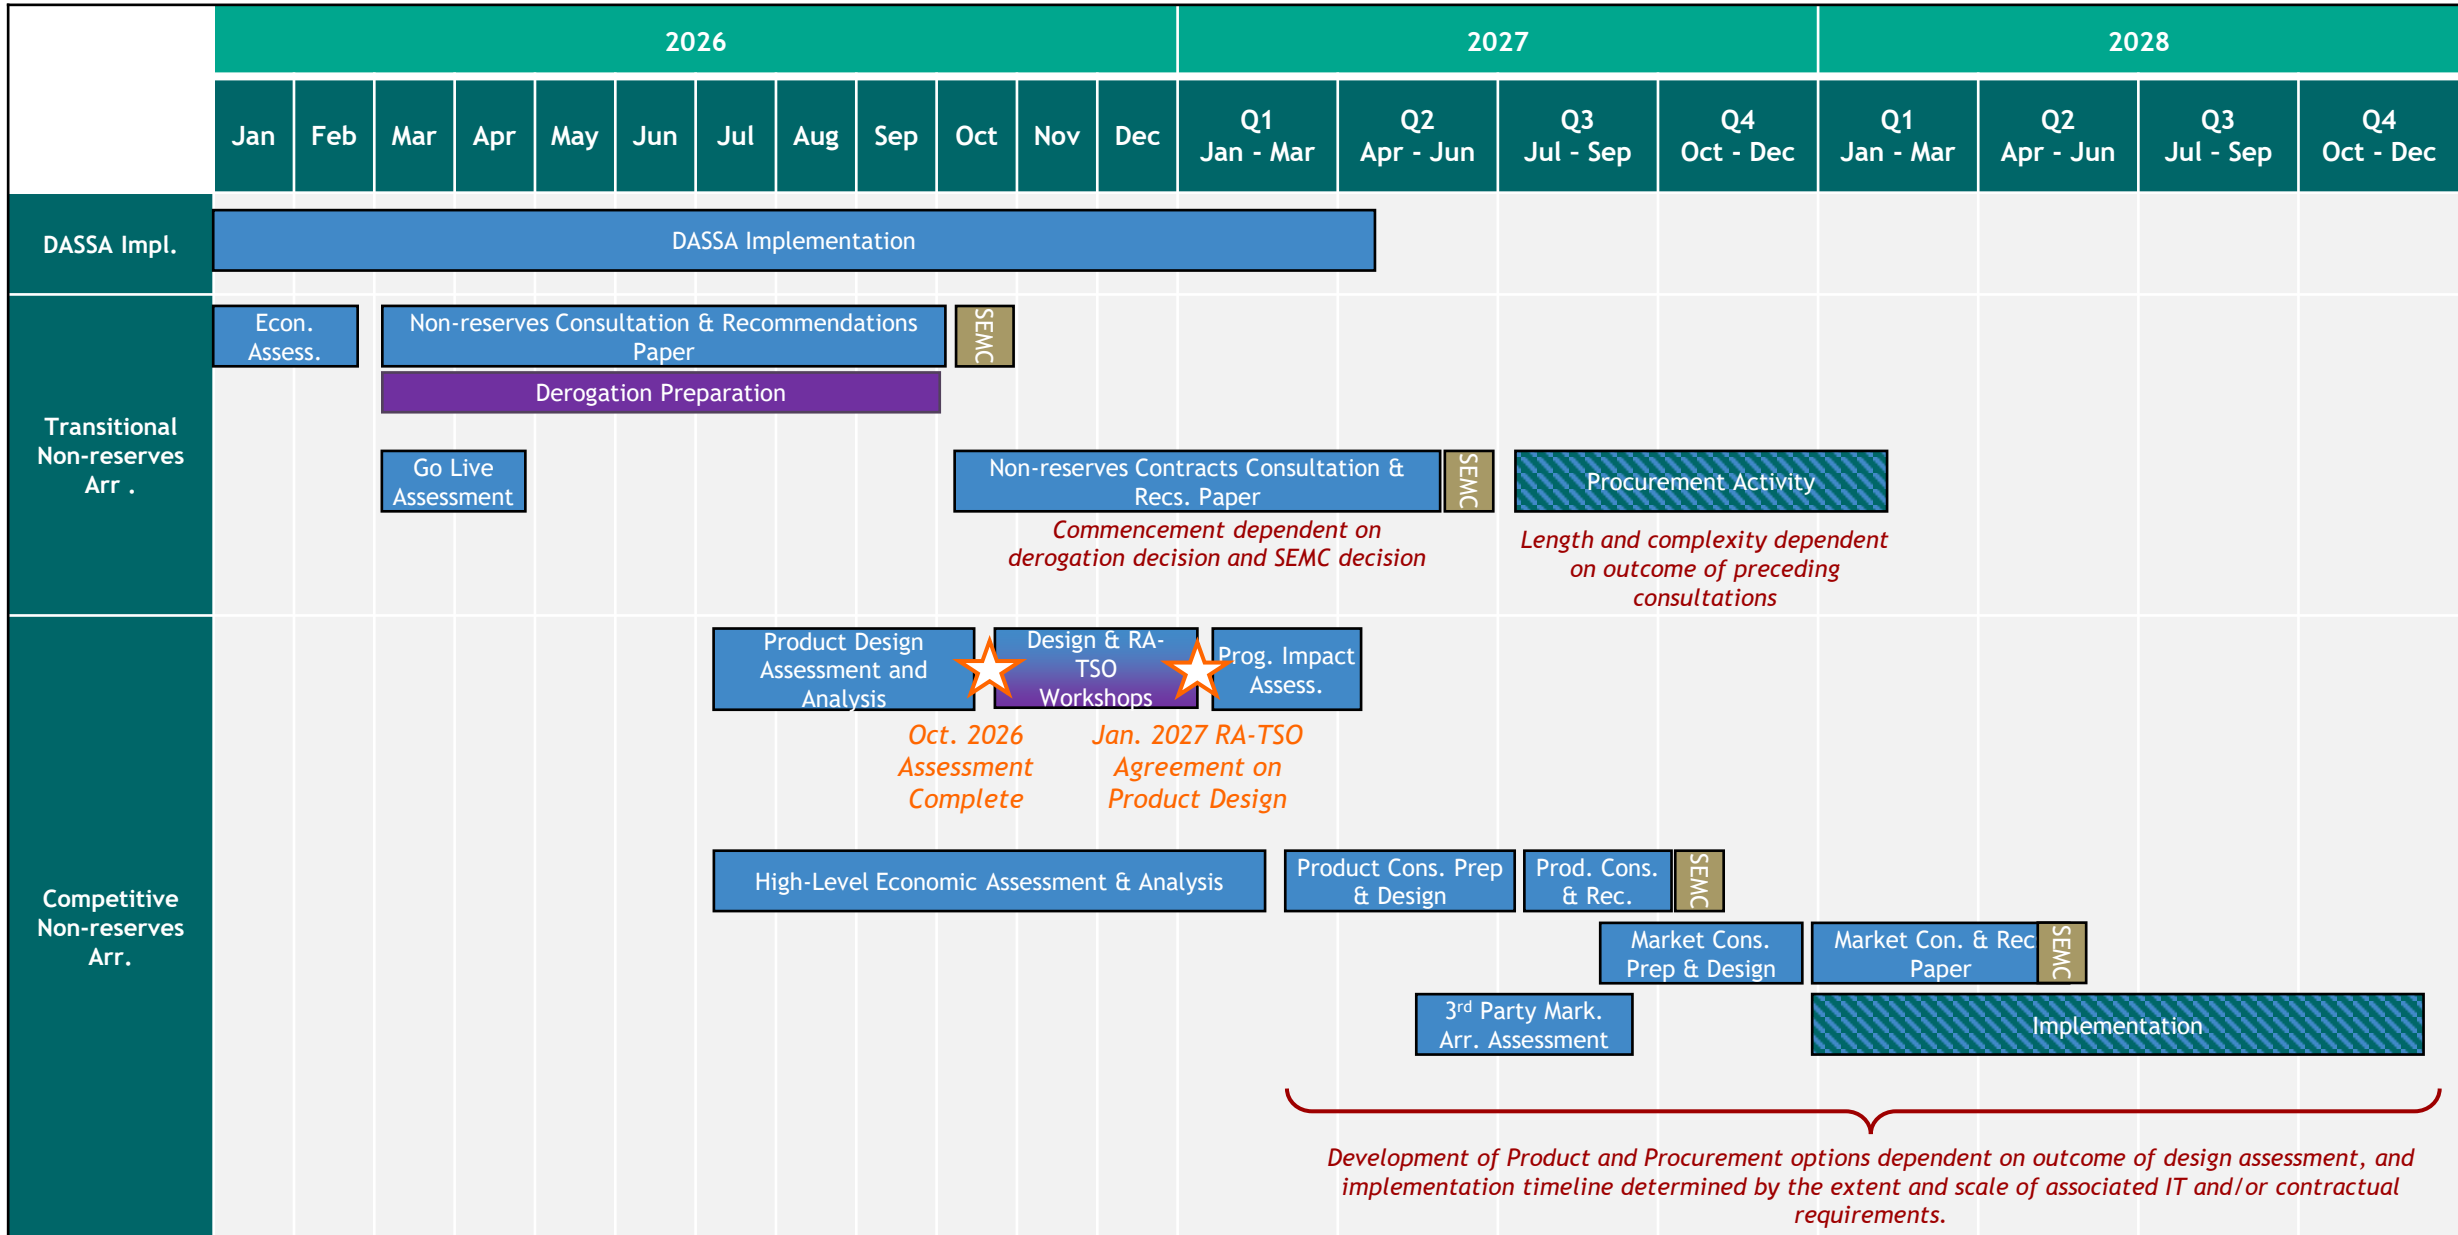 2026
2027
2028
Jan
Feb
Mar
Apr
May
Jun
Jul
Aug
Sep
Oct
Nov
Dec
Q1
Jan - Mar
Q2
Apr - Jun
Q3
Jul – Sep
Q4
Oct - Dec
Q1
Jan - Mar
Q2
Apr - Jun
Q3
Jul – Sep
Q4
Oct - Dec
DASSA Impl.
DASSA Implementation
Transitional
Non-reserves
Arr .
Econ.
Assess.
Non-reserves Consultation & Recommendations
Paper
SEMC
Derogation Preparation
Go Live
Assessment
Non-reserves Contracts Consultation &
Recs. Paper
SEMC
Procurement Activity
Commencement dependent on
derogation decision and SEMC decision
Length and complexity dependent
on outcome of preceding
consultations
Competitive
Non-reserves
Arr.
Product Design
Assessment and
Analysis
Design & RA-
TSO
Workshops
Prog. Impact
Assess.
Oct. 2026
Assessment
Complete
Jan. 2027 RA-TSO
Agreement on
Product Design
High-Level Economic Assessment & Analysis
Product Cons. Prep
& Design
Prod. Cons.
& Rec.
SEMC
Market Cons.
Prep & Design
Market Con. & Rec
Paper
SEMC
3rd Party Mark.
Arr. Assessment
Implementation
Development of Product and Procurement options dependent on outcome of design assessment, and
implementation timeline determined by the extent and scale of associated IT and/or contractual
requirements.